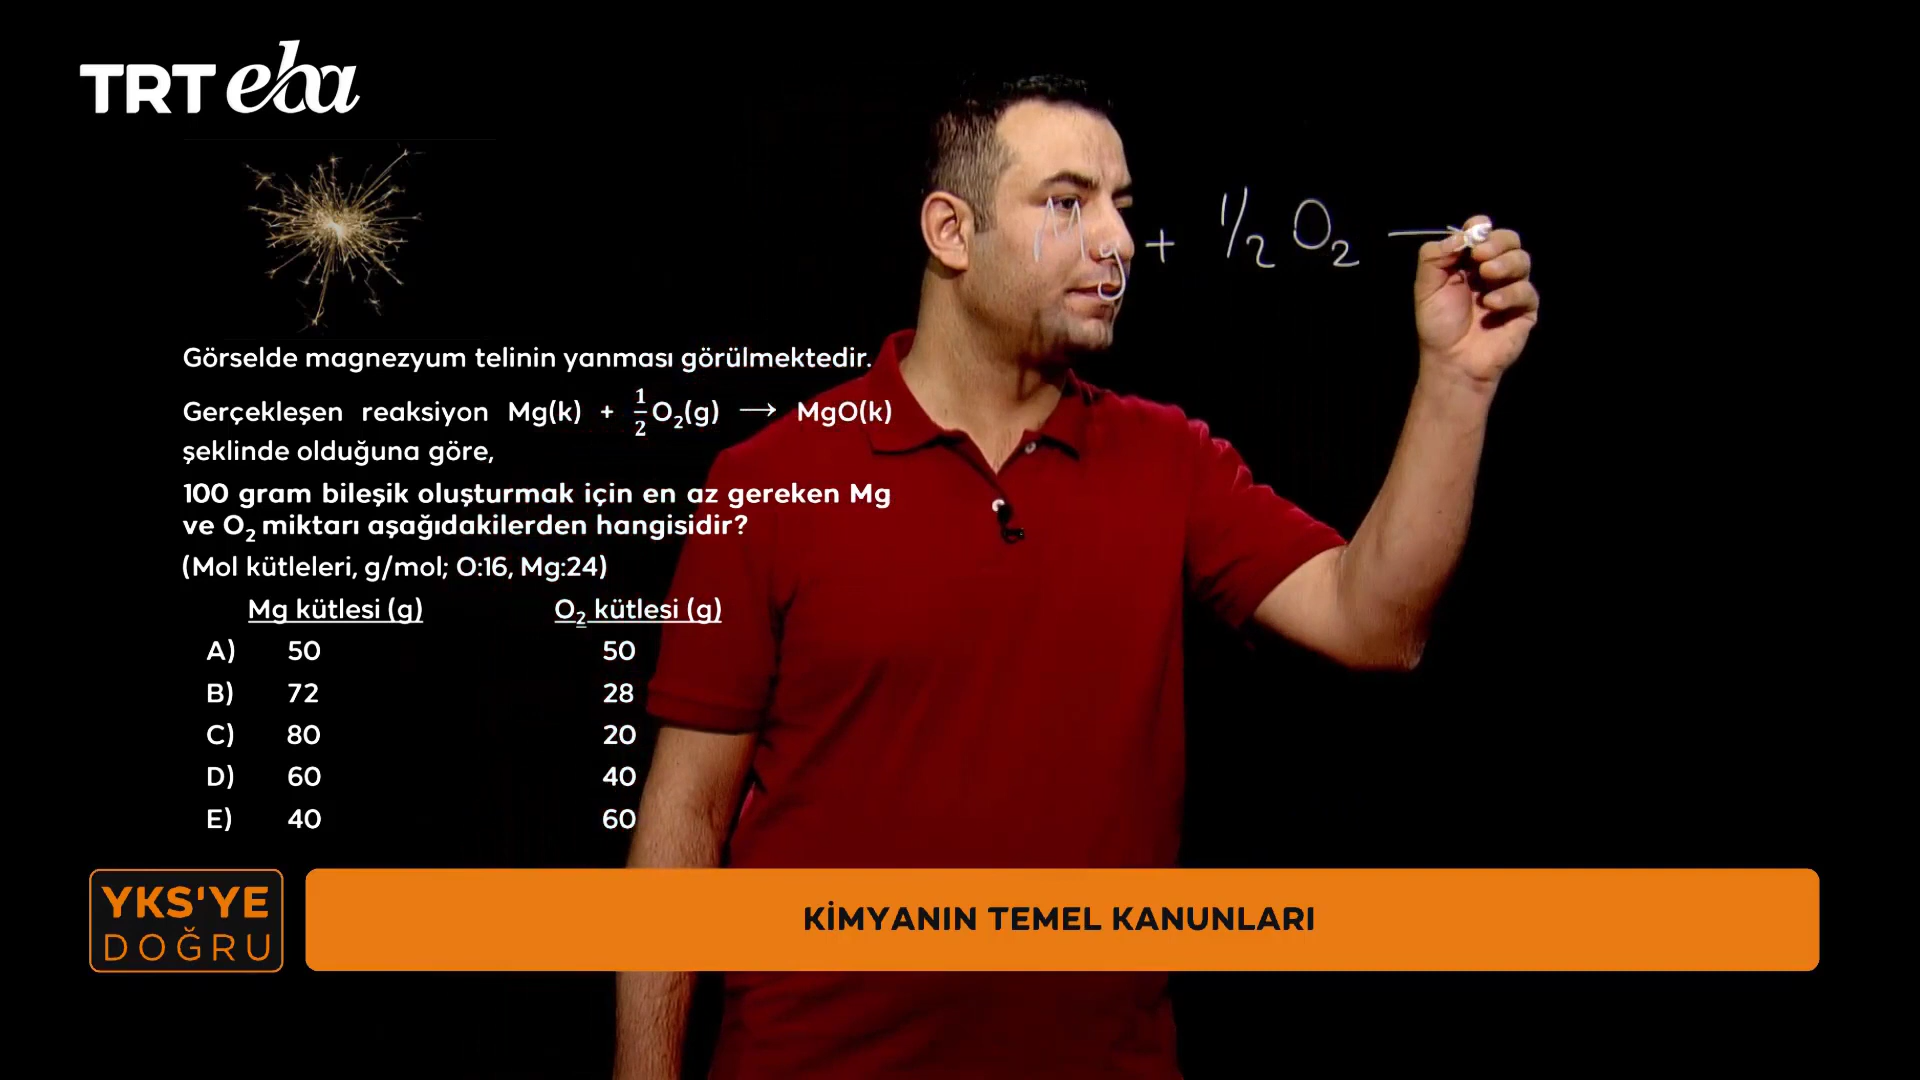 TRT eba
Mg + 1/2 O2 →
Görselde magnezyum telinin yanması görülmektedir.
Gerçekleşen reaksiyon Mg(k) + 1/2 O₂(g) → MgO(k)
şeklinde olduğuna göre,
100 gram bileşik oluşturmak için en az gereken Mg
ve O₂ miktarı aşağıdakilerden hangisidir?
(Mol kütleleri, g/mol; O:16, Mg:24)
Mg kütlesi (g) O₂ kütlesi (g)
A) 50 50
B) 72 28
C) 80 20
D) 60 40
E) 40 60
YKS'YE
DOĞRU
KİMYANIN TEMEL KANUNLARI